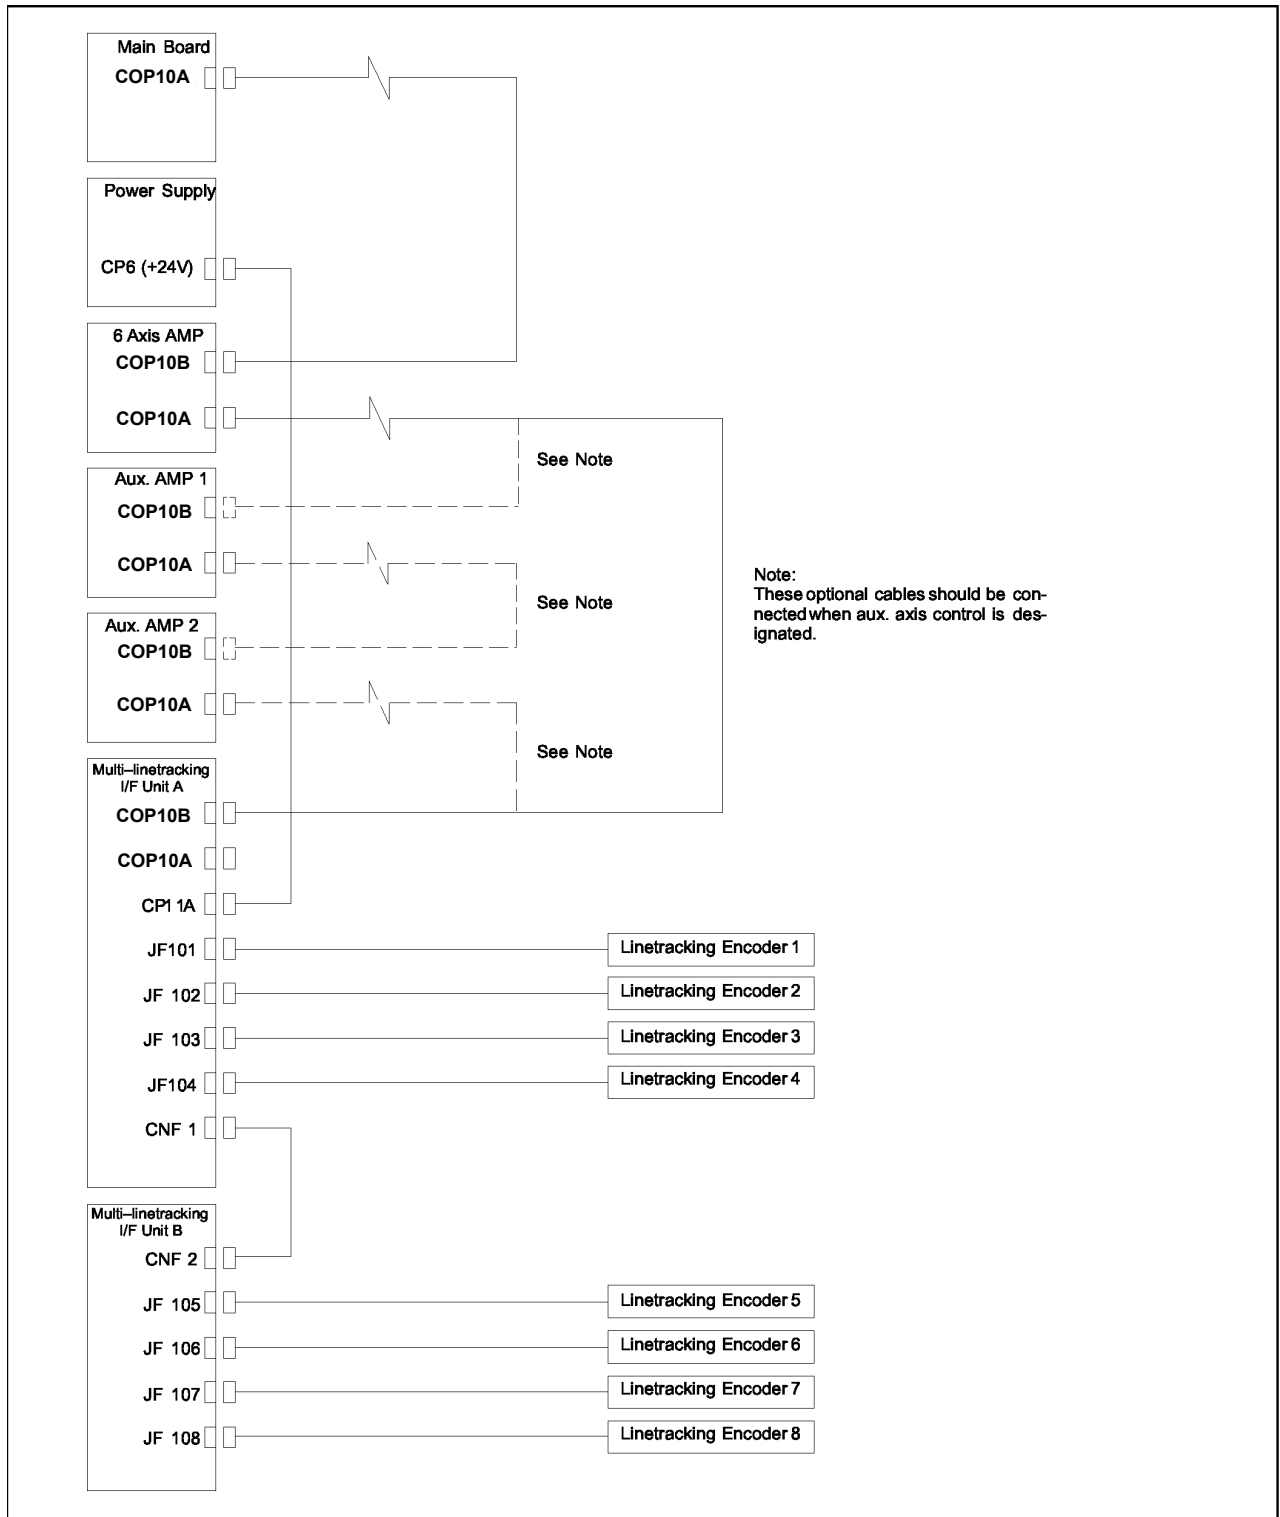 Main Board
COP10A
Power Supply
CP6 (+24V)
6 Axis AMP
COP10B
COP10A
See Note
Aux. AMP 1
COP10B
COP10A
See Note
Note:
These optional cables should be con-
nected when aux. axis control is des-
ignated.
Aux. AMP 2
COP10B
COP10A
See Note
Multi–linetracking
I/F Unit A
COP10B
COP10A
CP11A
JF101
Linetracking Encoder 1
JF 102
Linetracking Encoder 2
JF 103
Linetracking Encoder 3
JF104
Linetracking Encoder 4
CNF 1
Multi–linetracking
I/F Unit B
CNF 2
JF 105
Linetracking Encoder 5
JF 106
Linetracking Encoder 6
JF 107
Linetracking Encoder 7
JF 108
Linetracking Encoder 8